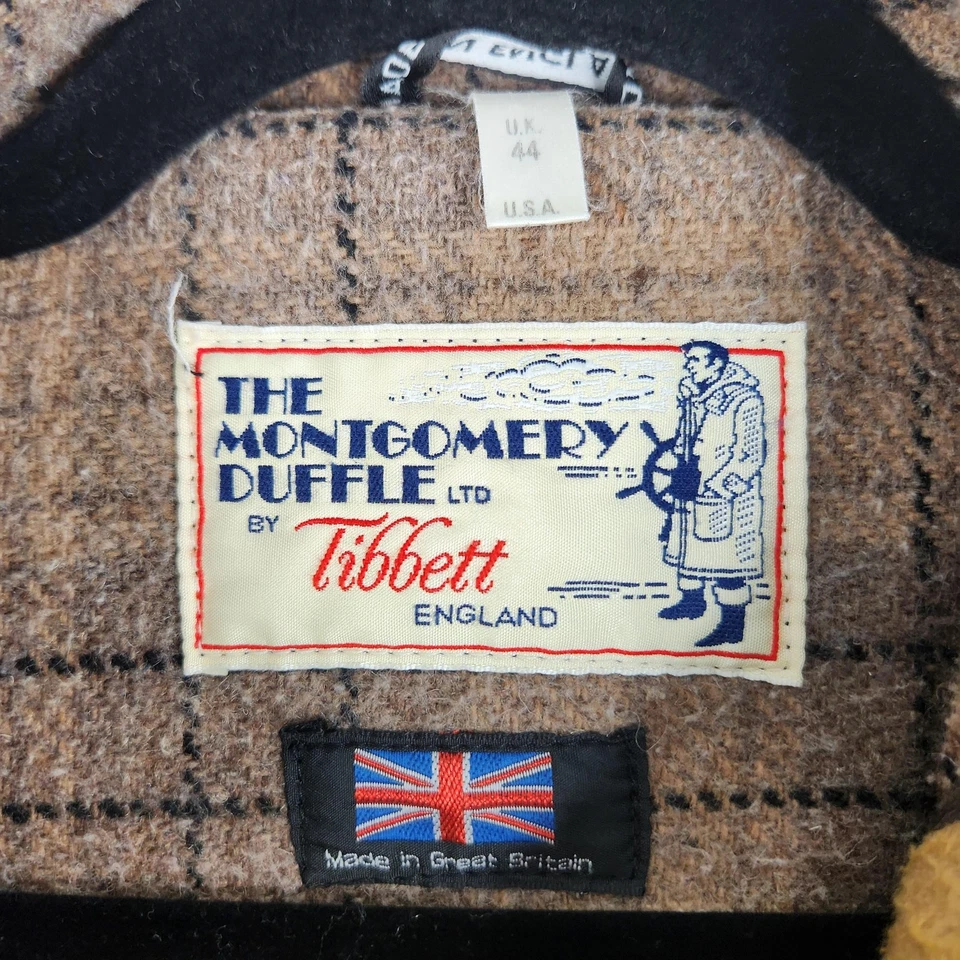 U.K.
44
U.S.A.
THE
MONTGOMERY
DUFFLE LTD
BY Tibbett
ENGLAND
Made in Great Britain